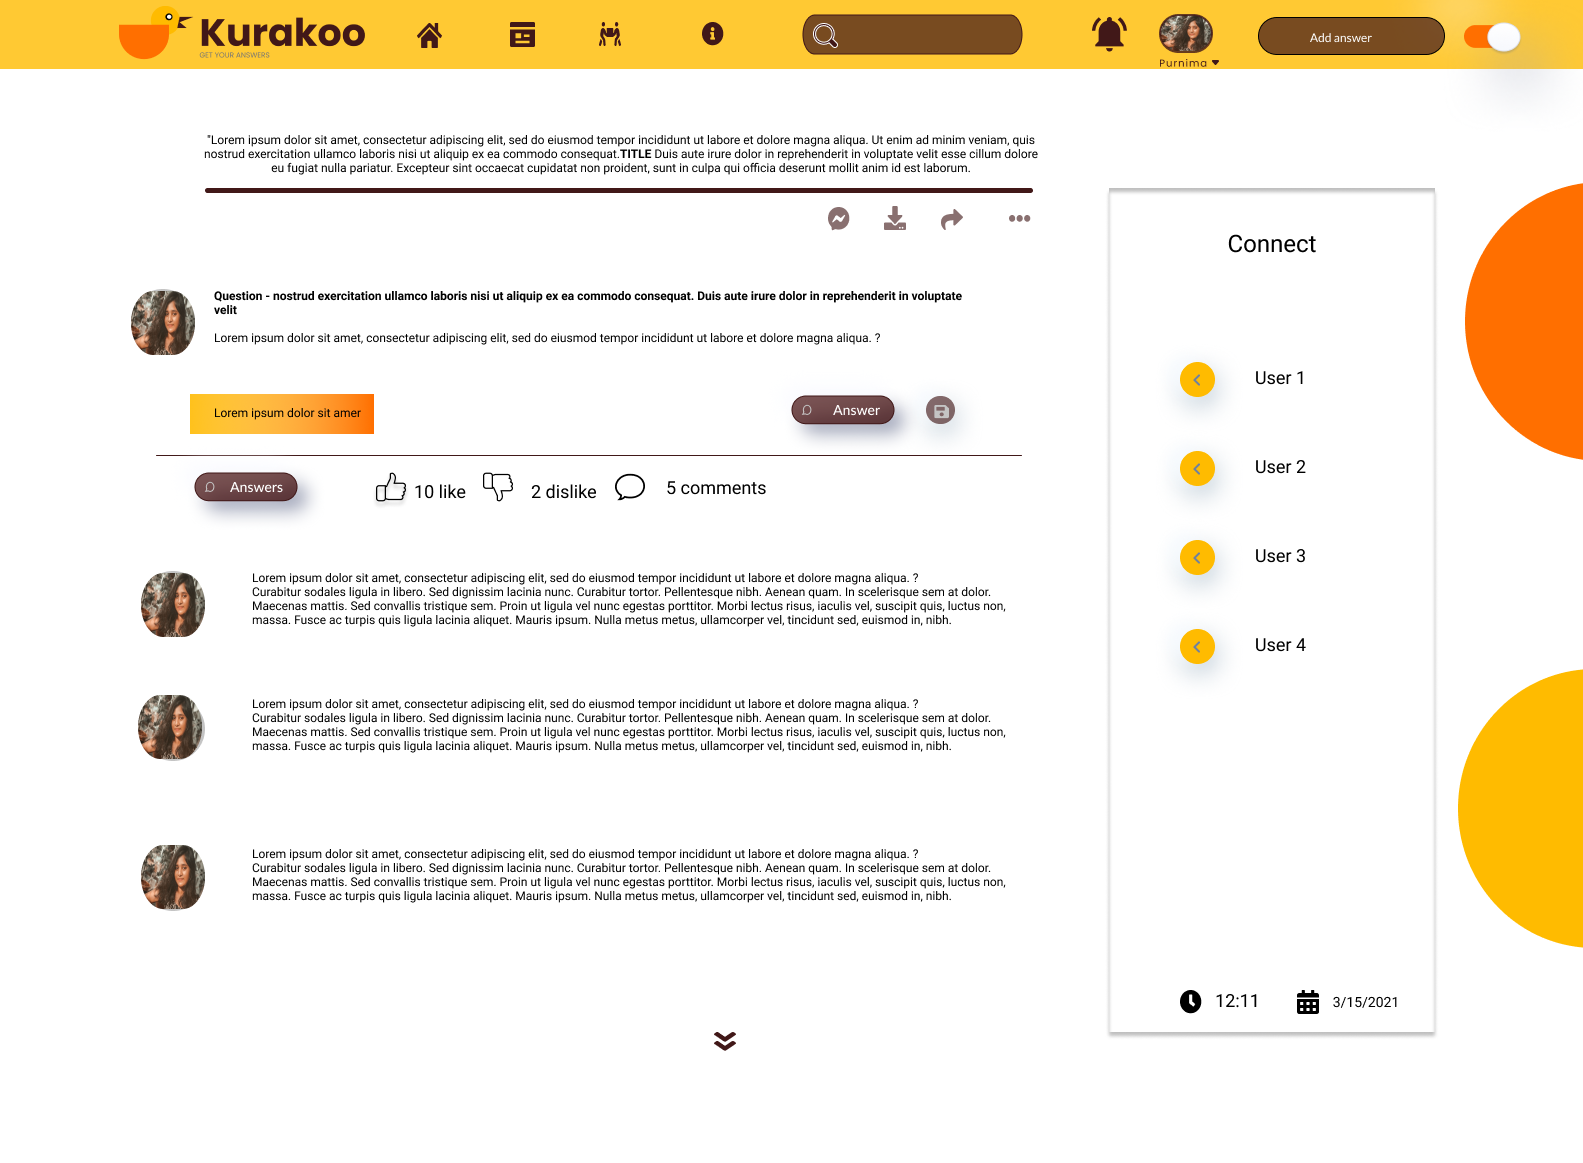 Kurakoo
GET YOUR ANSWERS
Purnima
Add answer
"Lorem ipsum dolor sit amet, consectetur adipiscing elit, sed do eiusmod tempor incididunt ut labore et dolore magna aliqua. Ut enim ad minim veniam, quis
nostrud exercitation ullamco laboris nisi ut aliquip ex ea commodo consequat.TITLE Duis aute irure dolor in reprehenderit in voluptate velit esse cillum dolore
eu fugiat nulla pariatur. Excepteur sint occaecat cupidatat non proident, sunt in culpa qui officia deserunt mollit anim id est laborum.
Question - nostrud exercitation ullamco laboris nisi ut aliquip ex ea commodo consequat. Duis aute irure dolor in reprehenderit in voluptate
velit
Lorem ipsum dolor sit amet, consectetur adipiscing elit, sed do eiusmod tempor incididunt ut labore et dolore magna aliqua. ?
Lorem ipsum dolor sit amer
Answer
Answers
10 like
2 dislike
5 comments
Lorem ipsum dolor sit amet, consectetur adipiscing elit, sed do eiusmod tempor incididunt ut labore et dolore magna aliqua. ?
Curabitur sodales ligula in libero. Sed dignissim lacinia nunc. Curabitur tortor. Pellentesque nibh. Aenean quam. In scelerisque sem at dolor.
Maecenas mattis. Sed convallis tristique sem. Proin ut ligula vel nunc egestas porttitor. Morbi lectus risus, iaculis vel, suscipit quis, luctus non,
massa. Fusce ac turpis quis ligula lacinia aliquet. Mauris ipsum. Nulla metus metus, ullamcorper vel, tincidunt sed, euismod in, nibh.
Lorem ipsum dolor sit amet, consectetur adipiscing elit, sed do eiusmod tempor incididunt ut labore et dolore magna aliqua. ?
Curabitur sodales ligula in libero. Sed dignissim lacinia nunc. Curabitur tortor. Pellentesque nibh. Aenean quam. In scelerisque sem at dolor.
Maecenas mattis. Sed convallis tristique sem. Proin ut ligula vel nunc egestas porttitor. Morbi lectus risus, iaculis vel, suscipit quis, luctus non,
massa. Fusce ac turpis quis ligula lacinia aliquet. Mauris ipsum. Nulla metus metus, ullamcorper vel, tincidunt sed, euismod in, nibh.
Lorem ipsum dolor sit amet, consectetur adipiscing elit, sed do eiusmod tempor incididunt ut labore et dolore magna aliqua. ?
Curabitur sodales ligula in libero. Sed dignissim lacinia nunc. Curabitur tortor. Pellentesque nibh. Aenean quam. In scelerisque sem at dolor.
Maecenas mattis. Sed convallis tristique sem. Proin ut ligula vel nunc egestas porttitor. Morbi lectus risus, iaculis vel, suscipit quis, luctus non,
massa. Fusce ac turpis quis ligula lacinia aliquet. Mauris ipsum. Nulla metus metus, ullamcorper vel, tincidunt sed, euismod in, nibh.
Connect
User 1
User 2
User 3
User 4
12:11
3/15/2021